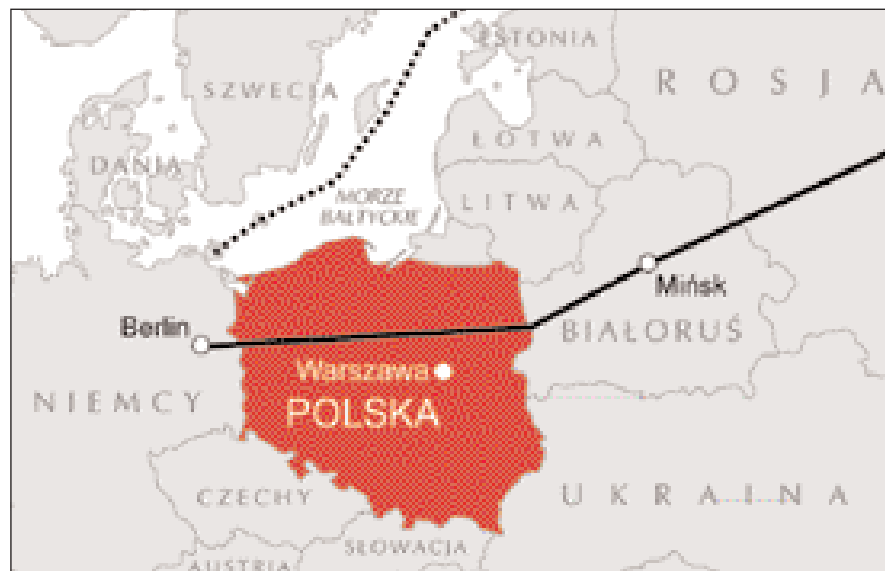 ESTONIA
ROSJA
SZWECJA
ŁOTWA
DANIA
MORZE
BAŁTYCKIE
LITWA
Mińsk
Berlin
BIAŁORUŚ
Warszawa
NIEMCY
POLSKA
CZECHY
UKRAINA
SŁOWACJA
AUSTRIA